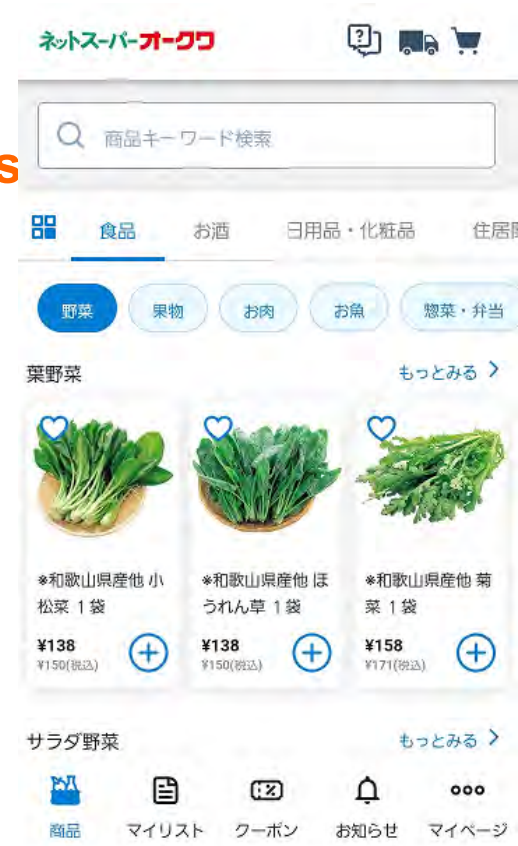 ネットスーパーオークワ
商品キーワード検索
S
食品 お酒 日用品・化粧品 住居関
野菜 果物 お肉 お魚 惣菜・弁当
葉野菜 もっとみる
※和歌山県産他 小松菜 1袋
¥138
¥150(税込)
※和歌山県産他 ほうれん草 1袋
¥138
¥150(税込)
※和歌山県産他 菊菜 1袋
¥158
¥171(税込)
サラダ野菜 もっとみる
商品 マイリスト クーポン お知らせ マイページ